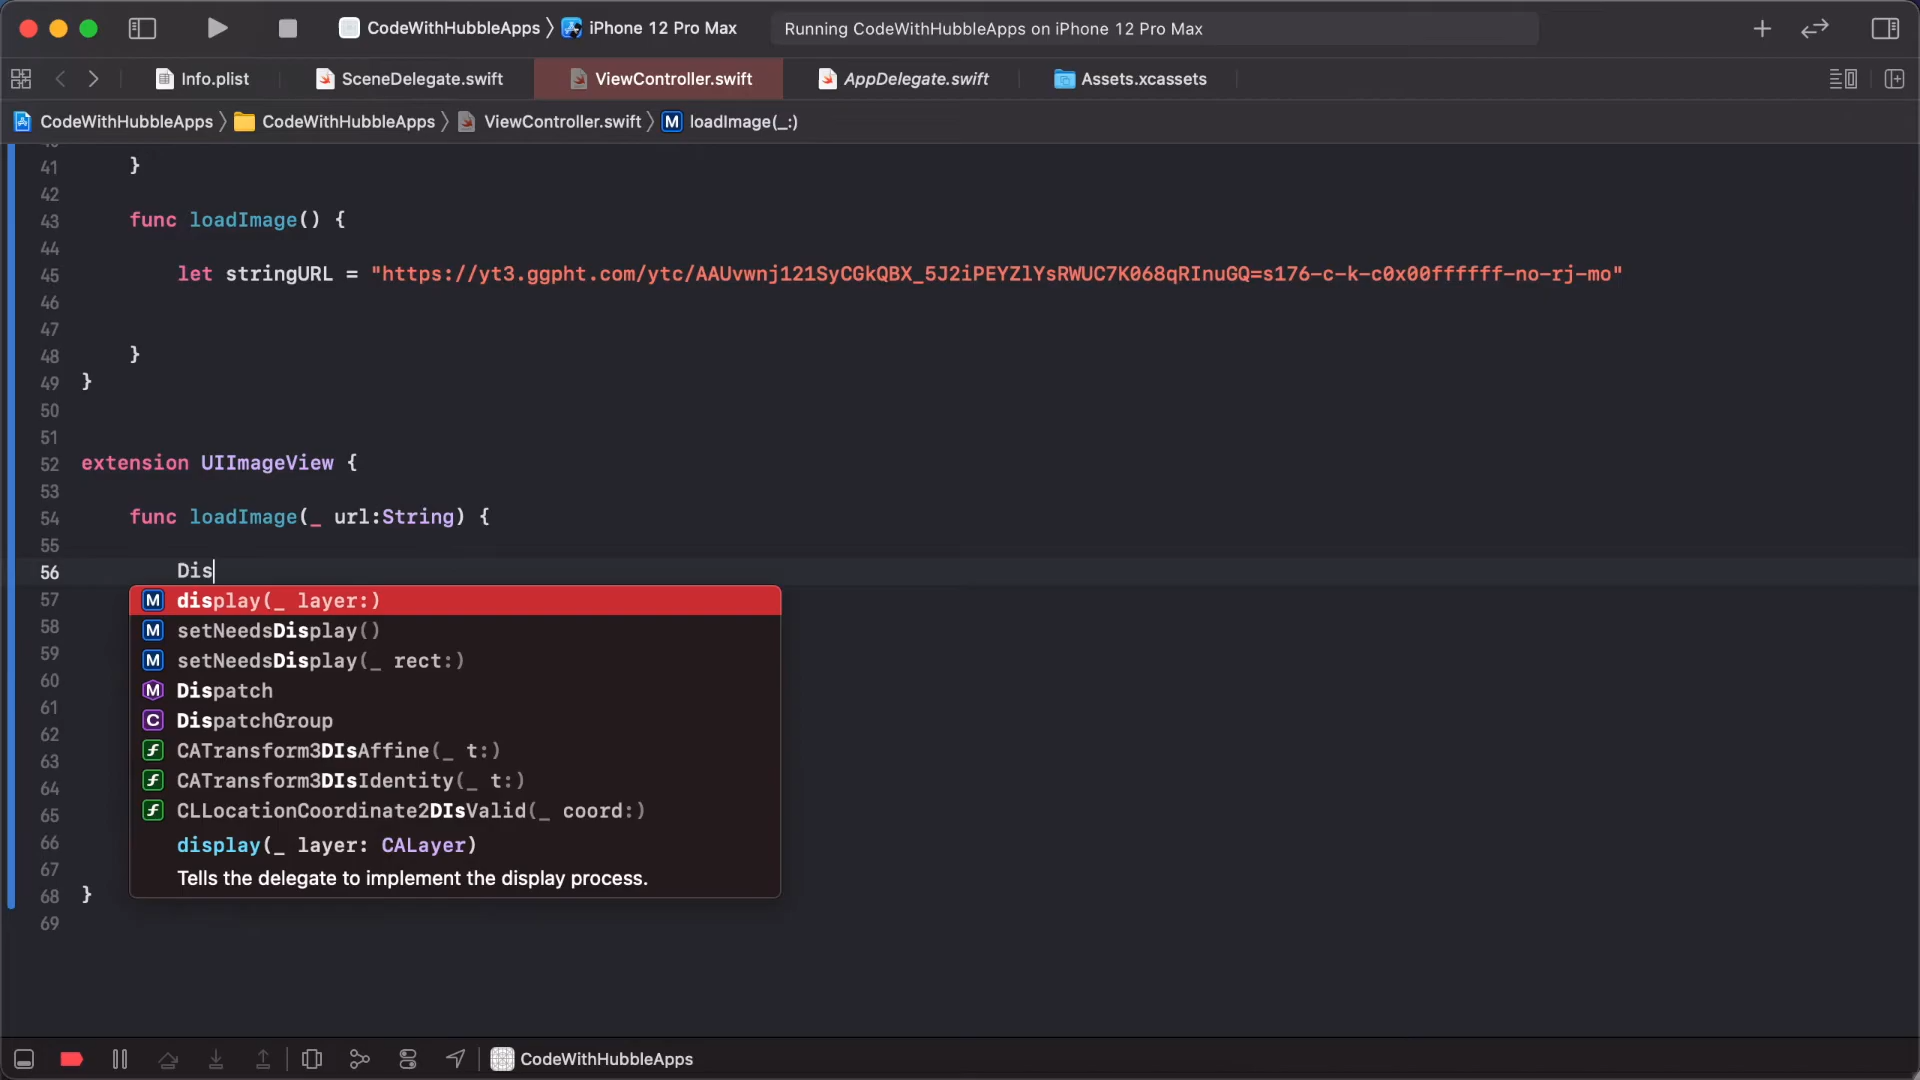 CodeWithHubbleApps 〉 iPhone 12 Pro Max
Running CodeWithHubbleApps on iPhone 12 Pro Max
Info.plist
SceneDelegate.swift
ViewController.swift
AppDelegate.swift
Assets.xcassets
CodeWithHubbleApps 〉 CodeWithHubbleApps 〉 ViewController.swift 〉 M loadImage(_:)
41 }
42
43 func loadImage() {
44
45 let stringURL = "https://yt3.ggpht.com/ytc/AAUvwnj121SyCGkQBX_5J2iPEYZlYsRWUC7K068qRInuGQ=s176-c-k-c0x00ffffff-no-rj-mo"
46
47
48 }
49 }
50
51
52 extension UIImageView {
53
54 func loadImage(_ url:String) {
55
56 Dis
57 M display(_ layer:)
58 M setNeedsDisplay()
59 M setNeedsDisplay(_ rect:)
60 M Dispatch
61 C DispatchGroup
62 f CATransform3DIsAffine(_ t:)
63 f CATransform3DIsIdentity(_ t:)
64
65 f CLLocationCoordinate2DIsValid(_ coord:)
66 display(_ layer: CALayer)
67 Tells the delegate to implement the display process.
68 }
69
CodeWithHubbleApps